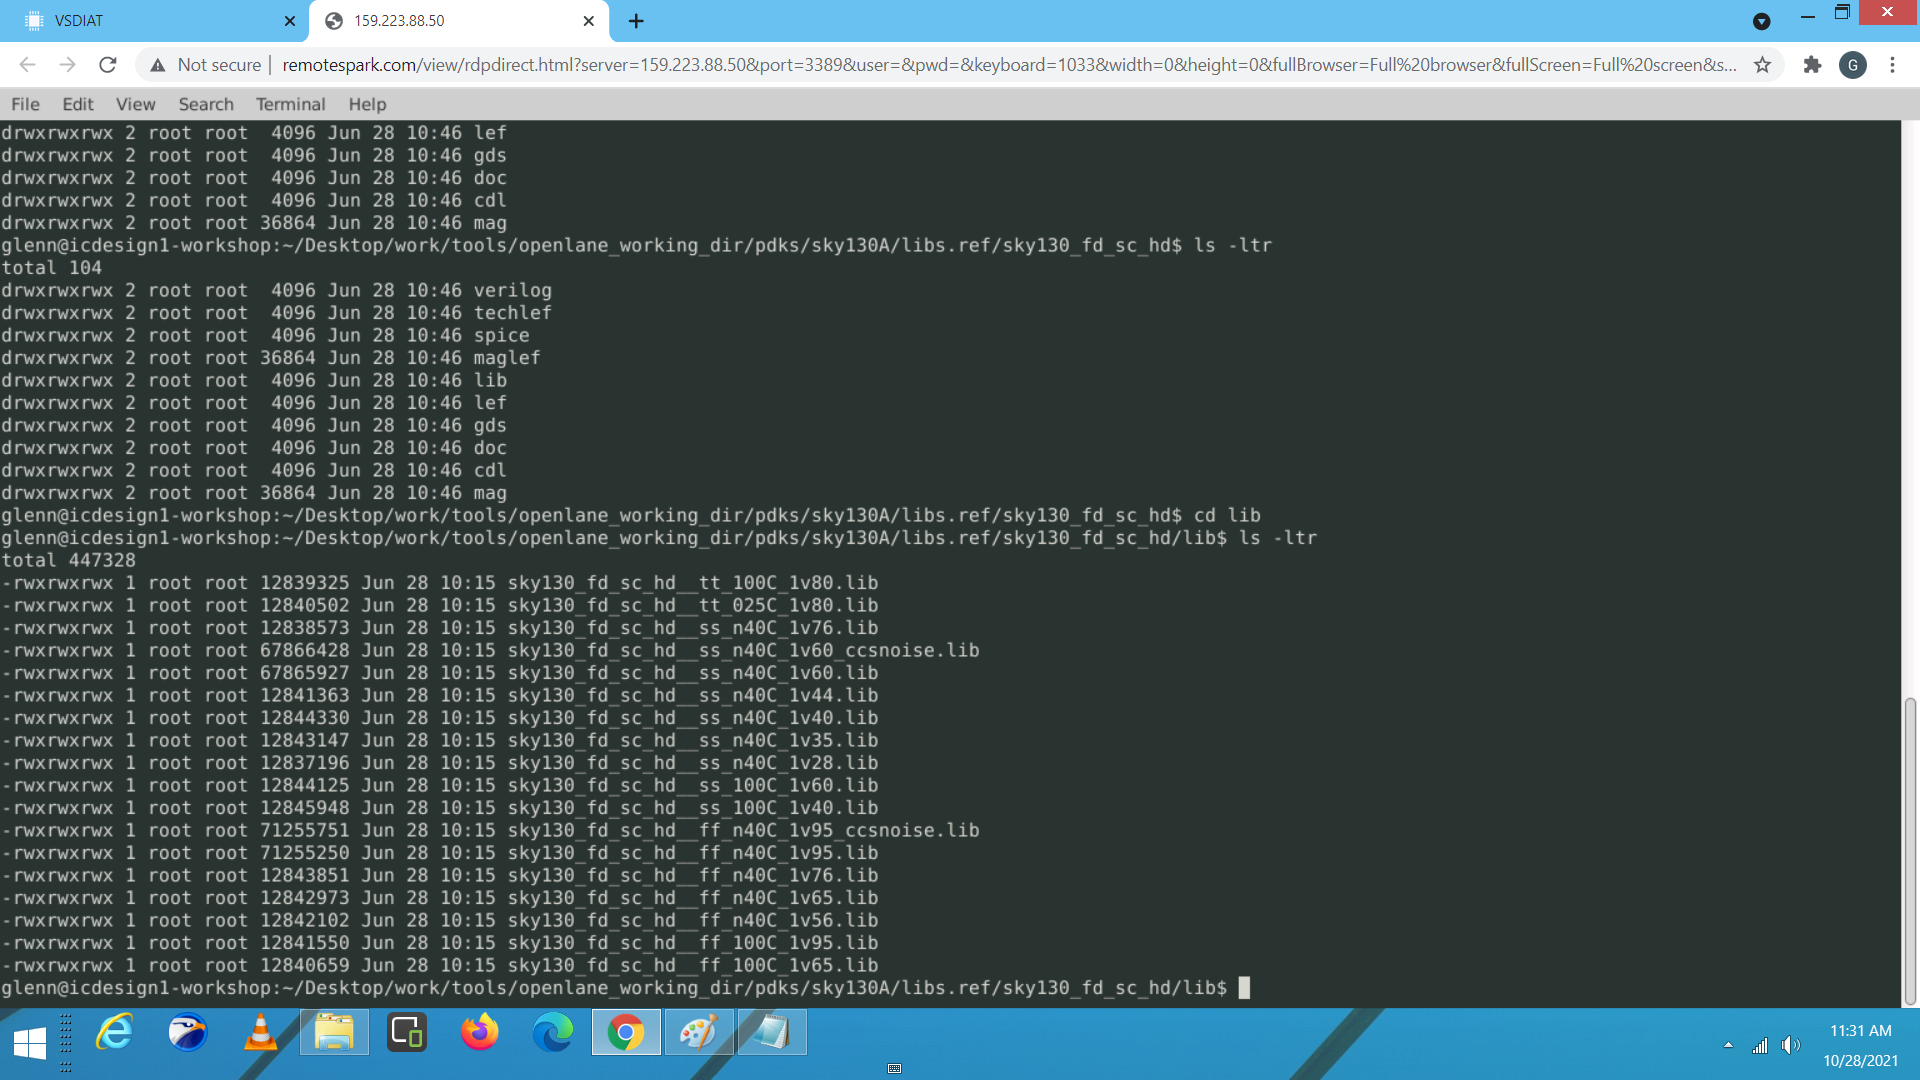 VSDIAT
159.223.88.50
Not secure | remotespark.com/view/rdpdirect.html?server=159.223.88.50&port=3389&user=&pwd=&keyboard=1033&width=0&height=0&fullBrowser=Full%20browser&fullScreen=Full%20screen&s...
G
File Edit View Search Terminal Help
drwxrwxrwx 2 root root  4096 Jun 28 10:46 lef
drwxrwxrwx 2 root root  4096 Jun 28 10:46 gds
drwxrwxrwx 2 root root  4096 Jun 28 10:46 doc
drwxrwxrwx 2 root root  4096 Jun 28 10:46 cdl
drwxrwxrwx 2 root root 36864 Jun 28 10:46 mag
glenn@icdesign1-workshop:~/Desktop/work/tools/openlane_working_dir/pdks/sky130A/libs.ref/sky130_fd_sc_hd$ ls -ltr
total 104
drwxrwxrwx 2 root root  4096 Jun 28 10:46 verilog
drwxrwxrwx 2 root root  4096 Jun 28 10:46 techlef
drwxrwxrwx 2 root root  4096 Jun 28 10:46 spice
drwxrwxrwx 2 root root 36864 Jun 28 10:46 maglef
drwxrwxrwx 2 root root  4096 Jun 28 10:46 lib
drwxrwxrwx 2 root root  4096 Jun 28 10:46 lef
drwxrwxrwx 2 root root  4096 Jun 28 10:46 gds
drwxrwxrwx 2 root root  4096 Jun 28 10:46 doc
drwxrwxrwx 2 root root  4096 Jun 28 10:46 cdl
drwxrwxrwx 2 root root 36864 Jun 28 10:46 mag
glenn@icdesign1-workshop:~/Desktop/work/tools/openlane_working_dir/pdks/sky130A/libs.ref/sky130_fd_sc_hd$ cd lib
glenn@icdesign1-workshop:~/Desktop/work/tools/openlane_working_dir/pdks/sky130A/libs.ref/sky130_fd_sc_hd/lib$ ls -ltr
total 447328
-rwxrwxrwx 1 root root 12839325 Jun 28 10:15 sky130_fd_sc_hd__tt_100C_1v80.lib
-rwxrwxrwx 1 root root 12840502 Jun 28 10:15 sky130_fd_sc_hd__tt_025C_1v80.lib
-rwxrwxrwx 1 root root 12838573 Jun 28 10:15 sky130_fd_sc_hd__ss_n40C_1v76.lib
-rwxrwxrwx 1 root root 67866428 Jun 28 10:15 sky130_fd_sc_hd__ss_n40C_1v60_ccsnoise.lib
-rwxrwxrwx 1 root root 67865927 Jun 28 10:15 sky130_fd_sc_hd__ss_n40C_1v60.lib
-rwxrwxrwx 1 root root 12841363 Jun 28 10:15 sky130_fd_sc_hd__ss_n40C_1v44.lib
-rwxrwxrwx 1 root root 12844330 Jun 28 10:15 sky130_fd_sc_hd__ss_n40C_1v40.lib
-rwxrwxrwx 1 root root 12843147 Jun 28 10:15 sky130_fd_sc_hd__ss_n40C_1v35.lib
-rwxrwxrwx 1 root root 12837196 Jun 28 10:15 sky130_fd_sc_hd__ss_n40C_1v28.lib
-rwxrwxrwx 1 root root 12844125 Jun 28 10:15 sky130_fd_sc_hd__ss_100C_1v60.lib
-rwxrwxrwx 1 root root 12845948 Jun 28 10:15 sky130_fd_sc_hd__ss_100C_1v40.lib
-rwxrwxrwx 1 root root 71255751 Jun 28 10:15 sky130_fd_sc_hd__ff_n40C_1v95_ccsnoise.lib
-rwxrwxrwx 1 root root 71255250 Jun 28 10:15 sky130_fd_sc_hd__ff_n40C_1v95.lib
-rwxrwxrwx 1 root root 12843851 Jun 28 10:15 sky130_fd_sc_hd__ff_n40C_1v76.lib
-rwxrwxrwx 1 root root 12842973 Jun 28 10:15 sky130_fd_sc_hd__ff_n40C_1v65.lib
-rwxrwxrwx 1 root root 12842102 Jun 28 10:15 sky130_fd_sc_hd__ff_n40C_1v56.lib
-rwxrwxrwx 1 root root 12841550 Jun 28 10:15 sky130_fd_sc_hd__ff_100C_1v95.lib
-rwxrwxrwx 1 root root 12840659 Jun 28 10:15 sky130_fd_sc_hd__ff_100C_1v65.lib
glenn@icdesign1-workshop:~/Desktop/work/tools/openlane_working_dir/pdks/sky130A/libs.ref/sky130_fd_sc_hd/lib$
11:31 AM
10/28/2021